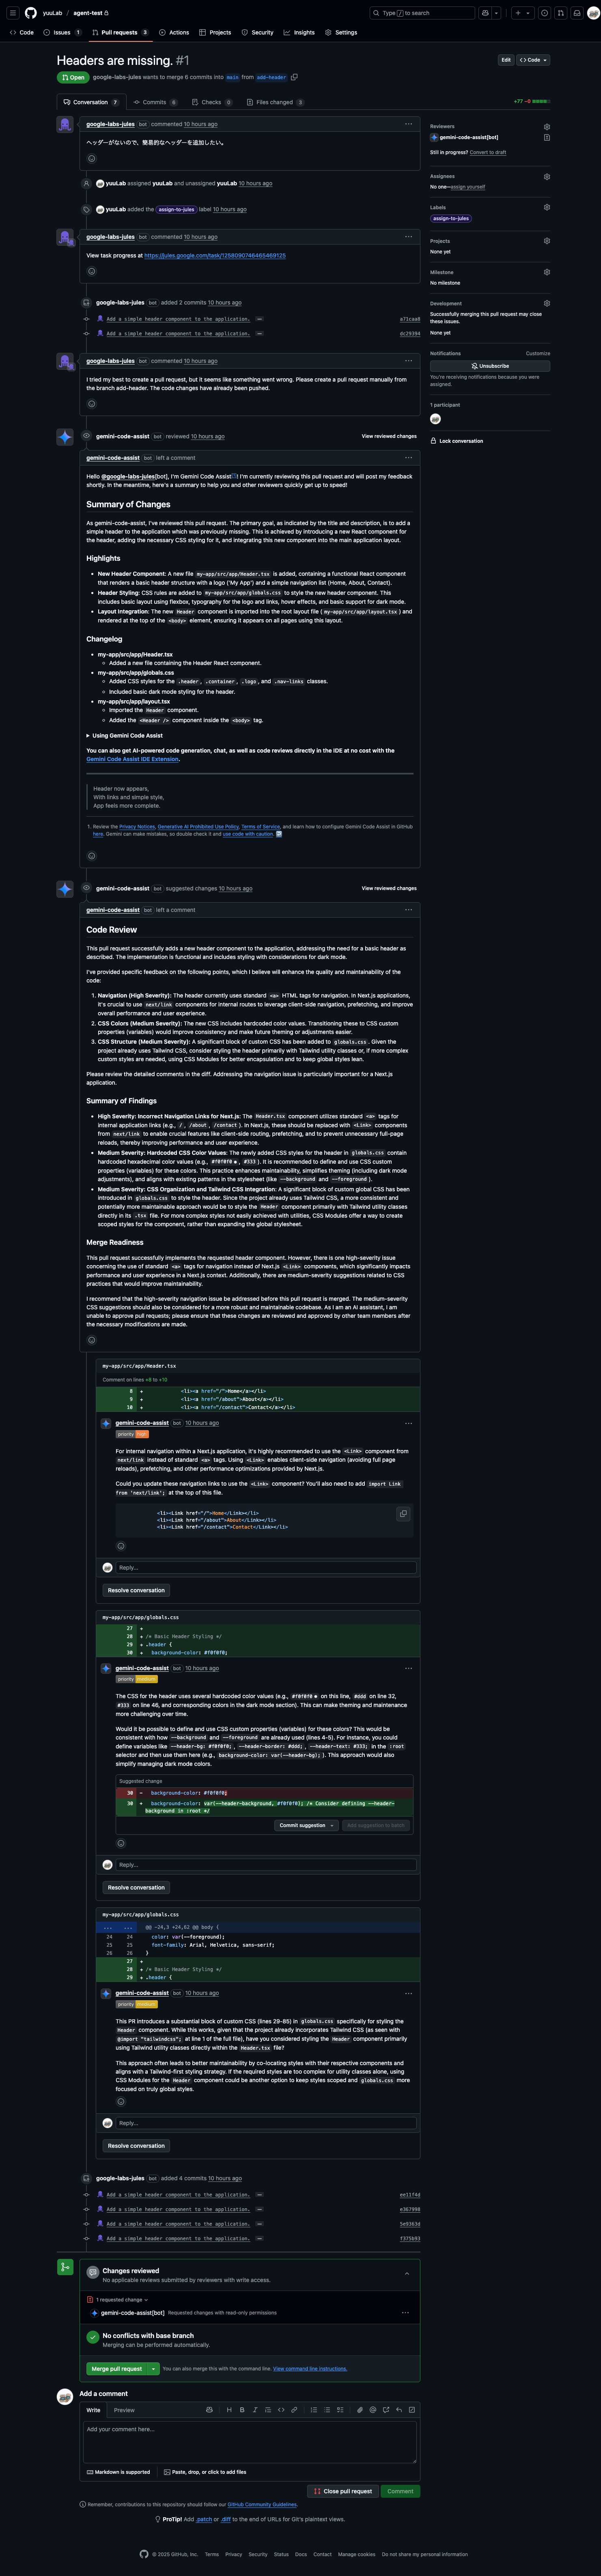 yuuLab / agent-test
Type / to search
Code
Issues 1
Pull requests 3
Actions
Projects
Security
Insights
Settings
Headers are missing. #1
Edit
Code
Open
google-labs-jules wants to merge 6 commits into main from add-header
Conversation 7
Commits 6
Checks 0
Files changed 3
+77 −0
google-labs-jules bot commented 10 hours ago
ヘッダーがないので、簡易的なヘッダーを追加したい。
yuuLab assigned yuuLab and unassigned yuuLab 10 hours ago
yuuLab added the assign-to-jules label 10 hours ago
google-labs-jules bot commented 10 hours ago
View task progress at https://jules.google.com/task/1258090746465469125
google-labs-jules bot added 2 commits 10 hours ago
Add a simple header component to the application. a71caa8
Add a simple header component to the application. dc29394
google-labs-jules bot commented 10 hours ago
I tried my best to create a pull request, but it seems like something went wrong. Please create a pull request manually
from the branch add-header. The code changes have already been pushed.
gemini-code-assist bot reviewed 10 hours ago
View reviewed changes
gemini-code-assist bot left a comment
Hello @google-labs-jules[bot], I'm Gemini Code Assist! I'm currently reviewing this pull request and will post my feedback
shortly. In the meantime, here's a summary to help you and other reviewers quickly get up to speed!
Summary of Changes
As gemini-code-assist, I've reviewed this pull request. The primary goal, as indicated by the title and description, is to add a
simple header to the application which was previously missing. This is achieved by introducing a new React component for
the header, adding the necessary CSS styling for it, and integrating this new component into the main application layout.
Highlights
• New Header Component: A new file my-app/src/app/Header.tsx is added, containing a functional React component
that renders a basic header structure with a logo ('My App') and a simple navigation list (Home, About, Contact).
• Header Styling: CSS rules are added to my-app/src/app/globals.css to style the new header component. This
includes basic layout using flexbox, typography for the logo and links, hover effects, and basic support for dark mode.
• Layout Integration: The new Header component is imported into the root layout file ( my-app/src/app/layout.tsx ) and
rendered at the top of the <body> element, ensuring it appears on all pages using this layout.
Changelog
• my-app/src/app/Header.tsx
◦ Added a new file containing the Header React component.
• my-app/src/app/globals.css
◦ Added CSS styles for the .header , .container , .logo , and .nav-links classes.
◦ Included basic dark mode styling for the header.
• my-app/src/app/layout.tsx
◦ Imported the Header component.
◦ Added the <Header /> component inside the <body> tag.
Using Gemini Code Assist
You can also get AI-powered code generation, chat, as well as code reviews directly in the IDE at no cost with the
Gemini Code Assist IDE Extension.
Header now appears,
With links and simple style,
App feels more complete.
1. Review the Privacy Notices, Generative AI Prohibited Use Policy, Terms of Service, and learn how to configure Gemini Code Assist in GitHub
here. Gemini can make mistakes, so double check it and use code with caution.
gemini-code-assist bot suggested changes 10 hours ago
View reviewed changes
gemini-code-assist bot left a comment
Code Review
This pull request successfully adds a new header component to the application, addressing the need for a basic header as
described. The implementation is functional and includes styling with considerations for dark mode.
I've provided specific feedback on the following points, which I believe will enhance the quality and maintainability of the
code:
1. Navigation (High Severity): The header currently uses standard <a> HTML tags for navigation. In Next.js applications,
it's crucial to use next/link components for internal routes to leverage client-side navigation, prefetching, and improve
overall performance and user experience.
2. CSS Colors (Medium Severity): The new CSS includes hardcoded color values. Transitioning these to CSS custom
properties (variables) would improve consistency and make future theming or adjustments easier.
3. CSS Structure (Medium Severity): A significant block of custom CSS has been added to globals.css . Given the
project already uses Tailwind CSS, consider styling the header primarily with Tailwind utility classes or, if more complex
custom styles are needed, using CSS Modules for better encapsulation and to keep global styles lean.
Please review the detailed comments in the diff. Addressing the navigation issue is particularly important for a Next.js
application.
Summary of Findings
• High Severity: Incorrect Navigation Links for Next.js: The Header.tsx component utilizes standard <a> tags for
internal application links (e.g., / , /about , /contact ). In Next.js, these should be replaced with <Link> components
from next/link to enable crucial features like client-side routing, prefetching, and to prevent unnecessary full-page
reloads, thereby improving performance and user experience.
• Medium Severity: Hardcoded CSS Color Values: The newly added CSS styles for the header in globals.css contain
hardcoded hexadecimal color values (e.g., #f0f0f0 , #333 ). It is recommended to define and use CSS custom
properties (variables) for these colors. This practice enhances maintainability, simplifies theming (including dark mode
adjustments), and aligns with existing patterns in the stylesheet (like --background and --foreground ).
• Medium Severity: CSS Organization and Tailwind CSS Integration: A significant block of custom global CSS has been
introduced in globals.css to style the header. Since the project already uses Tailwind CSS, a more consistent and
potentially more maintainable approach would be to style the Header component primarily with Tailwind utility classes
directly in its .tsx file. For more complex styles not easily achieved with utilities, CSS Modules offer a way to create
scoped styles for the component, rather than expanding the global stylesheet.
Merge Readiness
This pull request successfully implements the requested header component. However, there is one high-severity issue
concerning the use of standard <a> tags for navigation instead of Next.js <Link> components, which significantly impacts
performance and user experience in a Next.js context. Additionally, there are medium-severity suggestions related to CSS
practices that would improve maintainability.
I recommend that the high-severity navigation issue be addressed before this pull request is merged. The medium-severity
CSS suggestions should also be considered for a more robust and maintainable codebase. As I am an AI assistant, I am
unable to approve pull requests; please ensure that these changes are reviewed and approved by other team members after
the necessary modifications are made.
my-app/src/app/Header.tsx
Comment on lines +8 to +10
8 + <li><a href="/">Home</a></li>
9 + <li><a href="/about">About</a></li>
10 + <li><a href="/contact">Contact</a></li>
gemini-code-assist bot 10 hours ago
priority high
For internal navigation within a Next.js application, it's highly recommended to use the <Link> component from
next/link instead of standard <a> tags. Using <Link> enables client-side navigation (avoiding full page
reloads), prefetching, and other performance optimizations provided by Next.js.
Could you update these navigation links to use the <Link> component? You'll also need to add import Link
from 'next/link'; at the top of this file.
<li><Link href="/">Home</Link></li>
<li><Link href="/about">About</Link></li>
<li><Link href="/contact">Contact</Link></li>
Reply...
Resolve conversation
my-app/src/app/globals.css
27 +
28 + /* Basic Header Styling */
29 + .header {
30 + background-color: #f0f0f0;
gemini-code-assist bot 10 hours ago
priority medium
The CSS for the header uses several hardcoded color values (e.g., #f0f0f0 on this line, #ddd on line 32,
#333 on line 46, and corresponding colors in the dark mode section). This can make theming and maintenance
more challenging over time.
Would it be possible to define and use CSS custom properties (variables) for these colors? This would be
consistent with how --background and --foreground are already used (lines 4-5). For instance, you could
define variables like --header-bg: #f0f0f0; , --header-border: #ddd; , --header-text: #333; in the :root
selector and then use them here (e.g., background-color: var(--header-bg); ). This approach would also
simplify managing dark mode colors.
Suggested change
30 - background-color: #f0f0f0;
30 + background-color: var(--header-background, #f0f0f0); /* Consider defining --header-
background in :root */
Commit suggestion
Add suggestion to batch
Reply...
Resolve conversation
my-app/src/app/globals.css
... ... @@ -24,3 +24,62 @@ body {
24 24 color: var(--foreground);
25 25 font-family: Arial, Helvetica, sans-serif;
26 26 }
27 +
28 + /* Basic Header Styling */
29 + .header {
gemini-code-assist bot 10 hours ago
priority medium
This PR introduces a substantial block of custom CSS (lines 29-85) in globals.css specifically for styling the
Header component. While this works, given that the project already incorporates Tailwind CSS (as seen with
@import "tailwindcss"; at line 1 of the full file), have you considered styling the Header component primarily
using Tailwind utility classes directly within the Header.tsx file?
This approach often leads to better maintainability by co-locating styles with their respective components and
aligns with a Tailwind-first styling strategy. If the required styles are too complex for utility classes alone, using
CSS Modules for the Header component could be another option to keep styles scoped and globals.css more
focused on truly global styles.
Reply...
Resolve conversation
google-labs-jules bot added 4 commits 10 hours ago
Add a simple header component to the application. ee11f4d
Add a simple header component to the application. e367998
Add a simple header component to the application. 5e9363d
Add a simple header component to the application. f375b93
Changes reviewed
No applicable reviews submitted by reviewers with write access.
1 requested change
gemini-code-assist[bot] Requested changes with read-only permissions
No conflicts with base branch
Merging can be performed automatically.
Merge pull request
You can also merge this with the command line. View command line instructions.
Add a comment
Write
Preview
Add your comment here...
Markdown is supported
Paste, drop, or click to add files
Close pull request
Comment
Remember, contributions to this repository should follow our GitHub Community Guidelines.
ProTip! Add .patch or .diff to the end of URLs for Git's plaintext views.
Reviewers
gemini-code-assist[bot]
Still in progress? Convert to draft
Assignees
No one—assign yourself
Labels
assign-to-jules
Projects
None yet
Milestone
No milestone
Development
Successfully merging this pull request may close
these issues.
None yet
Notifications
Customize
Unsubscribe
You're receiving notifications because you were
assigned.
1 participant
Lock conversation
© 2025 GitHub, Inc.
Terms
Privacy
Security
Status
Docs
Contact
Manage cookies
Do not share my personal information